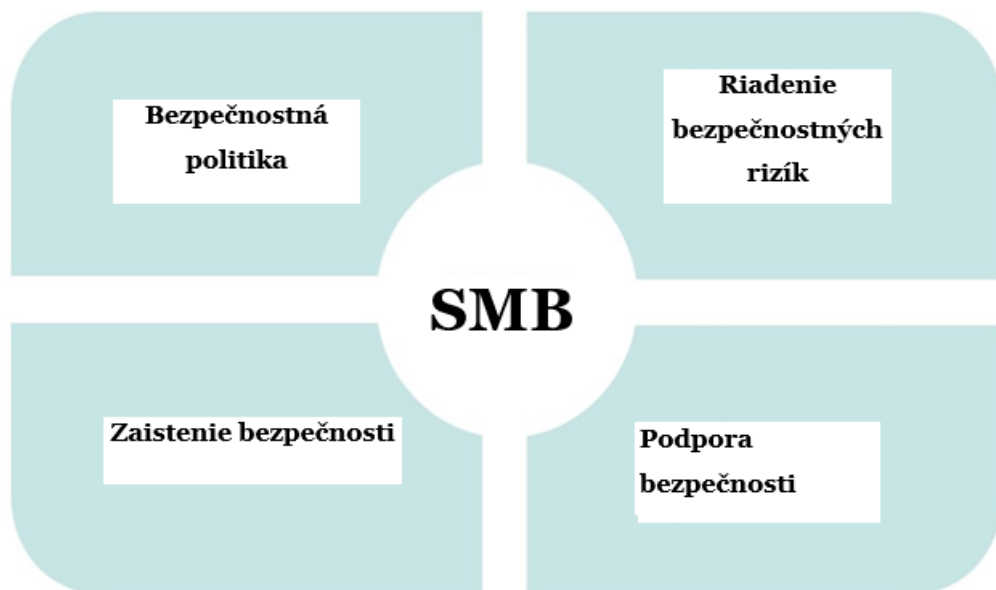 Bezpečnostná
politika
Riadenie
bezpečnostných
rizík
SMB
Zaistenie bezpečnosti
Podpora
bezpečnosti